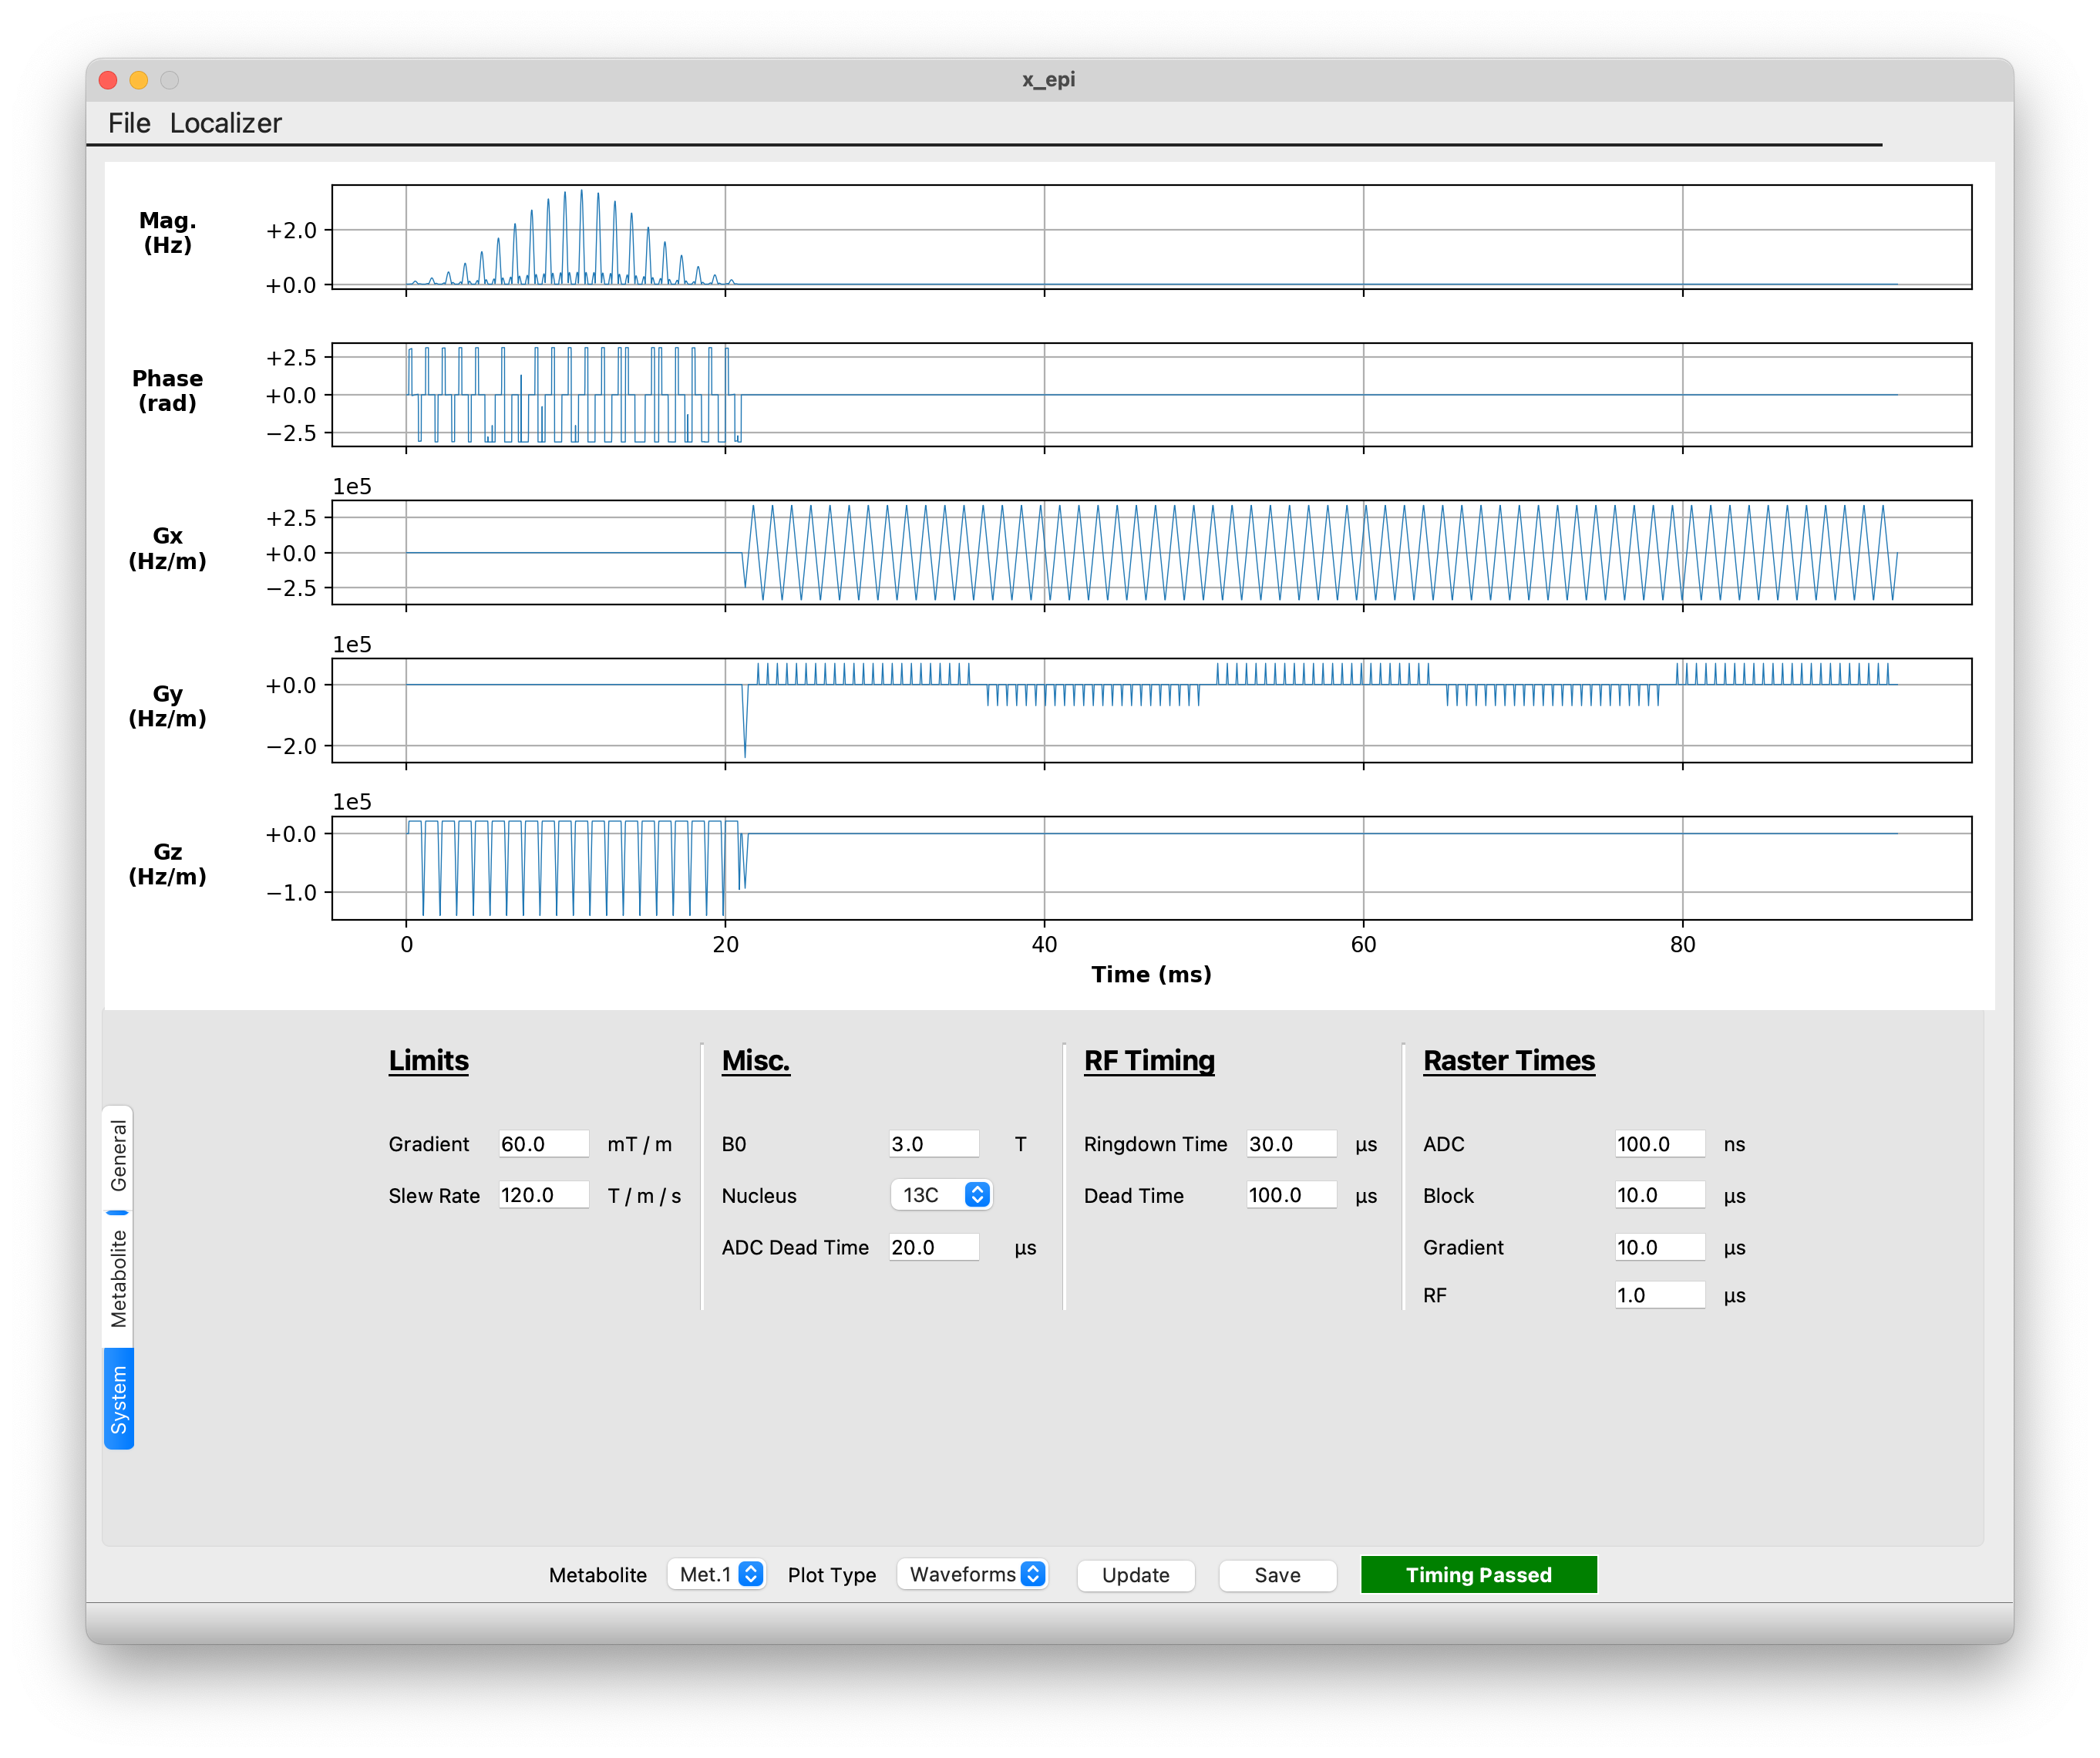 x_epi
File Localizer
Mag.
(Hz)
+2.0
+0.0
Phase
(rad)
+2.5
+0.0
−2.5
1e5
Gx
(Hz/m)
+2.5
+0.0
−2.5
1e5
Gy
(Hz/m)
+0.0
−2.0
1e5
Gz
(Hz/m)
+0.0
−1.0
0 20 40 60 80
Time (ms)
General
Metabolite
System
Limits
Gradient 60.0 mT / m
Slew Rate 120.0 T / m / s
Misc.
B0 3.0 T
Nucleus 13C
ADC Dead Time 20.0 µs
RF Timing
Ringdown Time 30.0 µs
Dead Time 100.0 µs
Raster Times
ADC 100.0 ns
Block 10.0 µs
Gradient 10.0 µs
RF 1.0 µs
Metabolite Met.1 Plot Type Waveforms Update Save Timing Passed